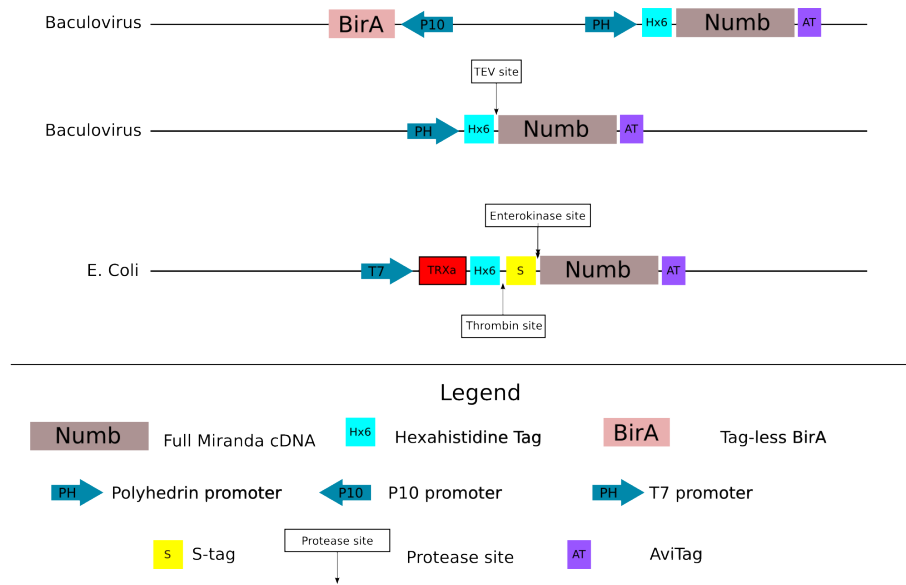 Baculovirus BirA P10 PH Hx6 Numb AT
TEV site
Baculovirus PH Hx6 Numb AT
Enterokinase site
E. Coli T7 TRXa Hx6 S Numb AT
Thrombin site
Legend
Numb Full Miranda cDNA Hx6 Hexahistidine Tag BirA Tag-less BirA
PH Polyhedrin promoter P10 P10 promoter PH T7 promoter
S S-tag Protease site Protease site AT AviTag